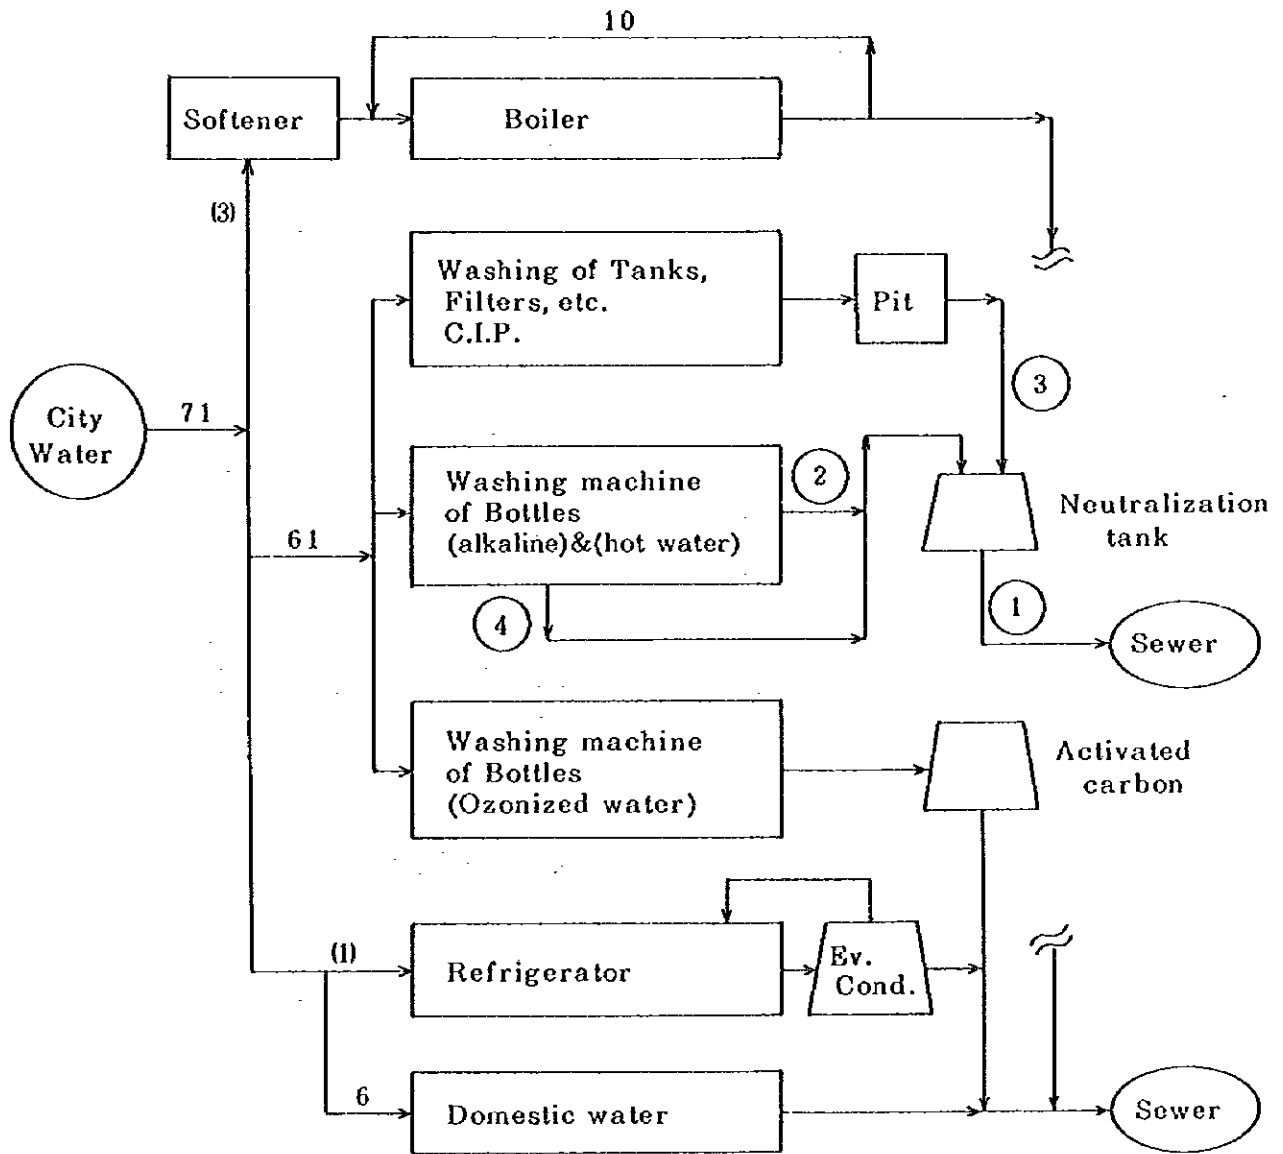 10
Softener
Boiler
(3)
Washing of Tanks,
Filters, etc.
C.I.P.
Pit
3
City
Water
71
Washing machine
of Bottles
(alkaline)&(hot water)
2
Neutralization
tank
61
4
1
Sewer
Washing machine
of Bottles
(Ozonized water)
Activated
carbon
(1)
Refrigerator
Ev.
Cond.
6
Domestic water
Sewer